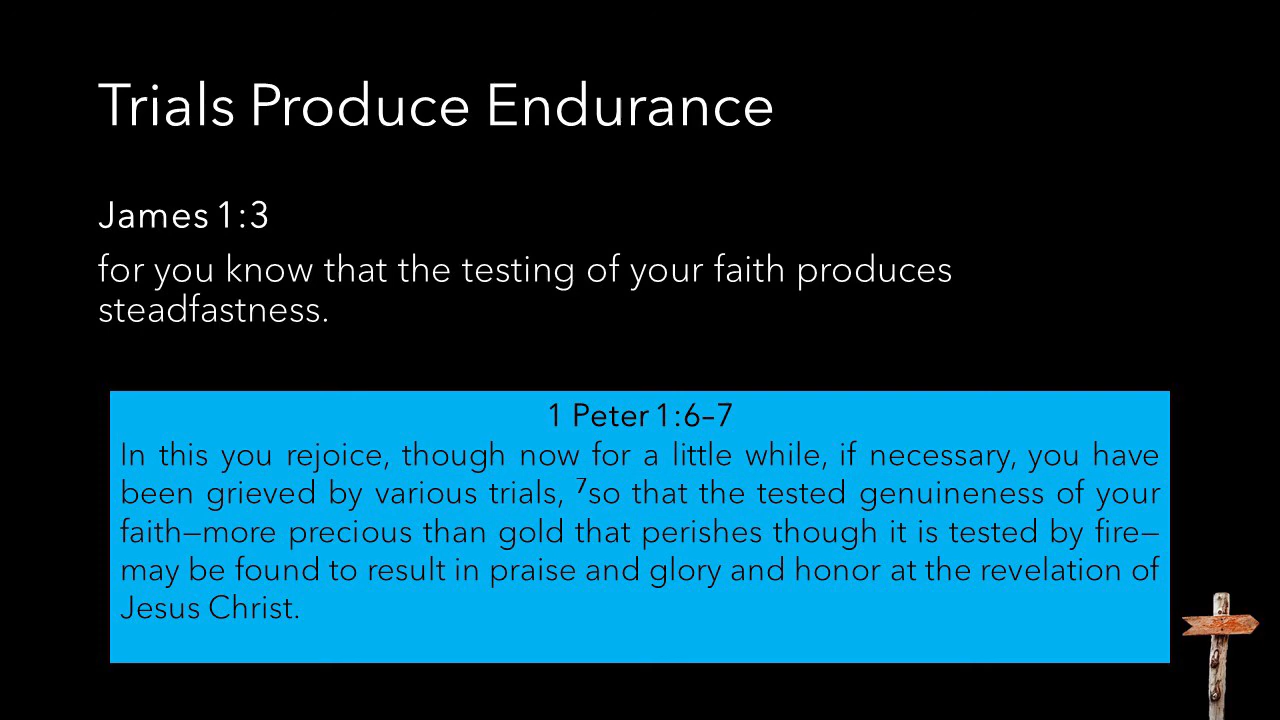 Trials Produce Endurance
James 1:3
for you know that the testing of your faith produces
steadfastness.
1 Peter 1:6–7
In this you rejoice, though now for a little while, if necessary, you have
been grieved by various trials, ⁷so that the tested genuineness of your
faith—more precious than gold that perishes though it is tested by fire—
may be found to result in praise and glory and honor at the revelation of
Jesus Christ.